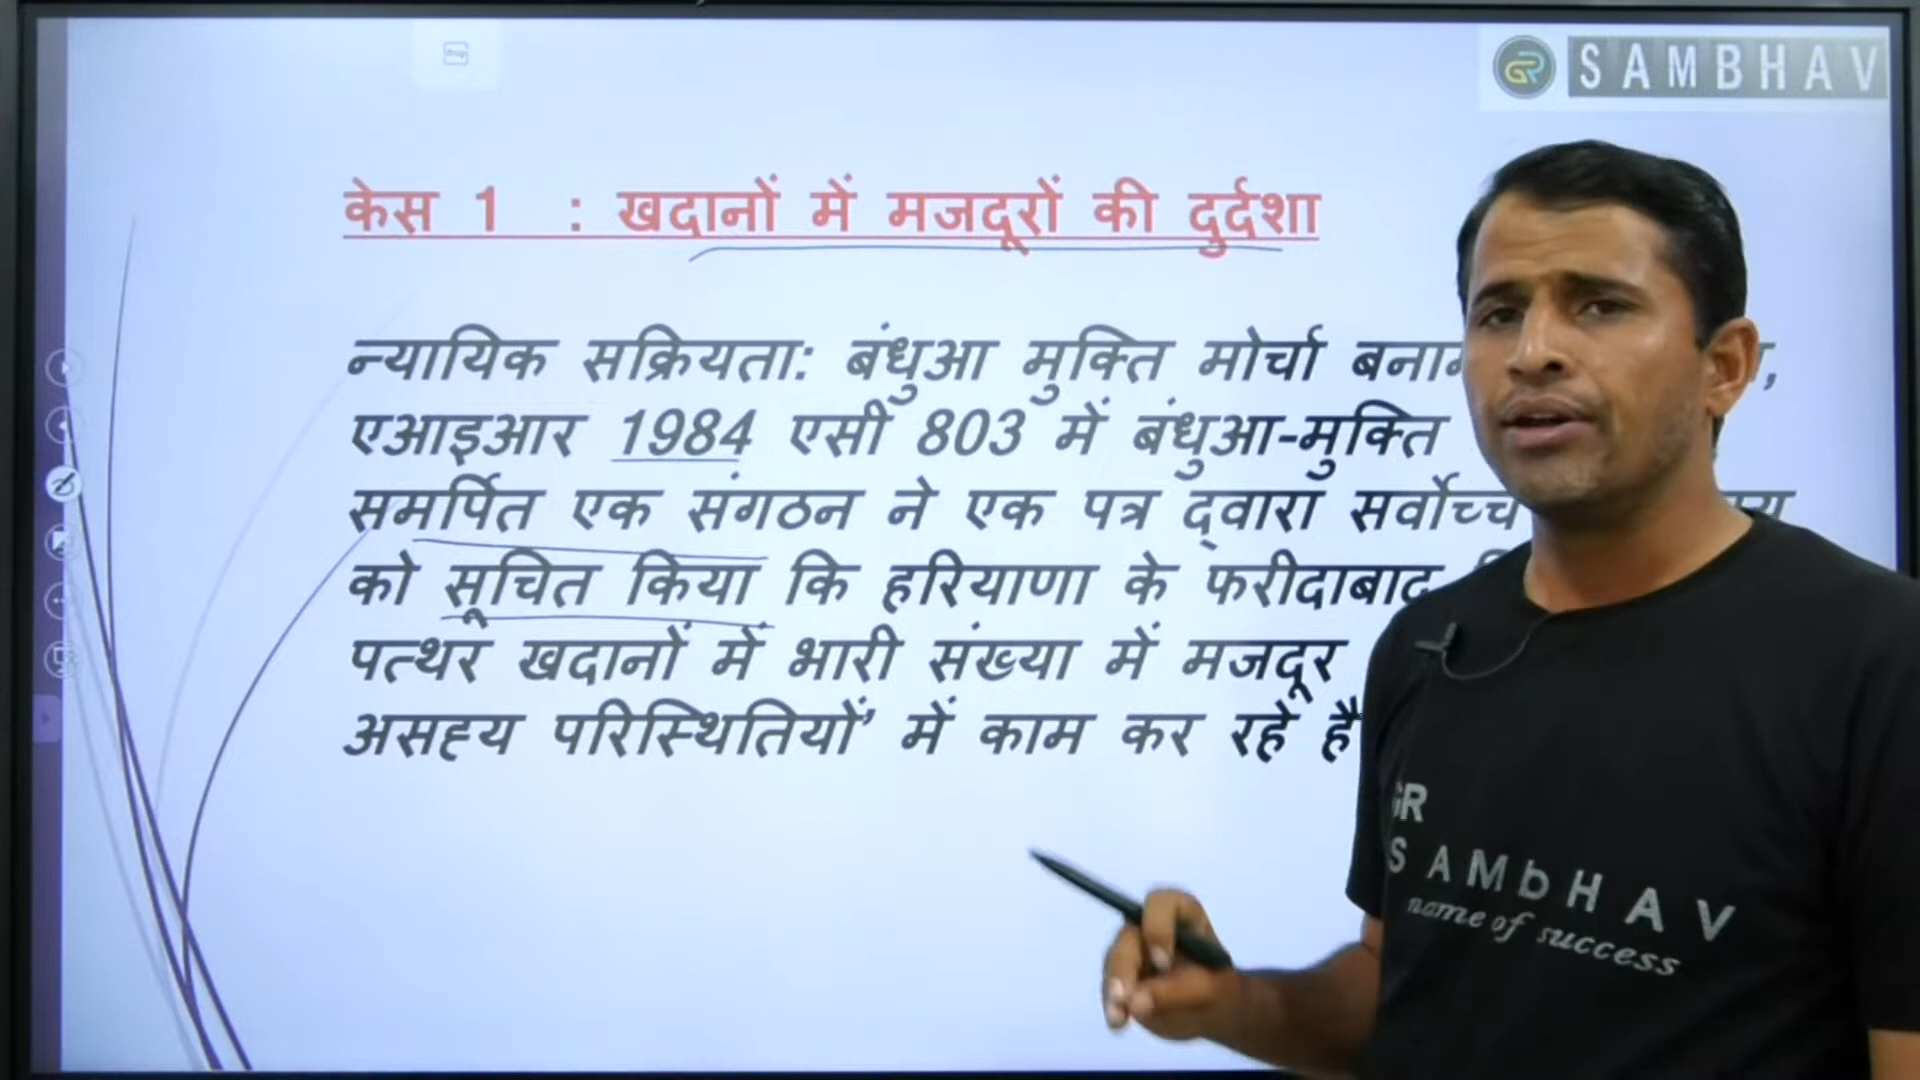 SAMBHAV
केस 1 : खदानों में मजदूरों की दुर्दशा
न्यायिक सक्रियता: बंधुआ मुक्ति मोर्चा
एआइआर 1984 एसी 803 में बंधुआ-मुक्ति
समर्पित एक संगठन ने एक पत्र द्वारा सर्वोच्च
को सूचित किया कि हरियाणा के फरीदाबाद
पत्थर खदानों में भारी संख्या में मजदूर
असह्य परिस्थितियों’ में काम कर रहे
GR
SAMbHAV
name of success